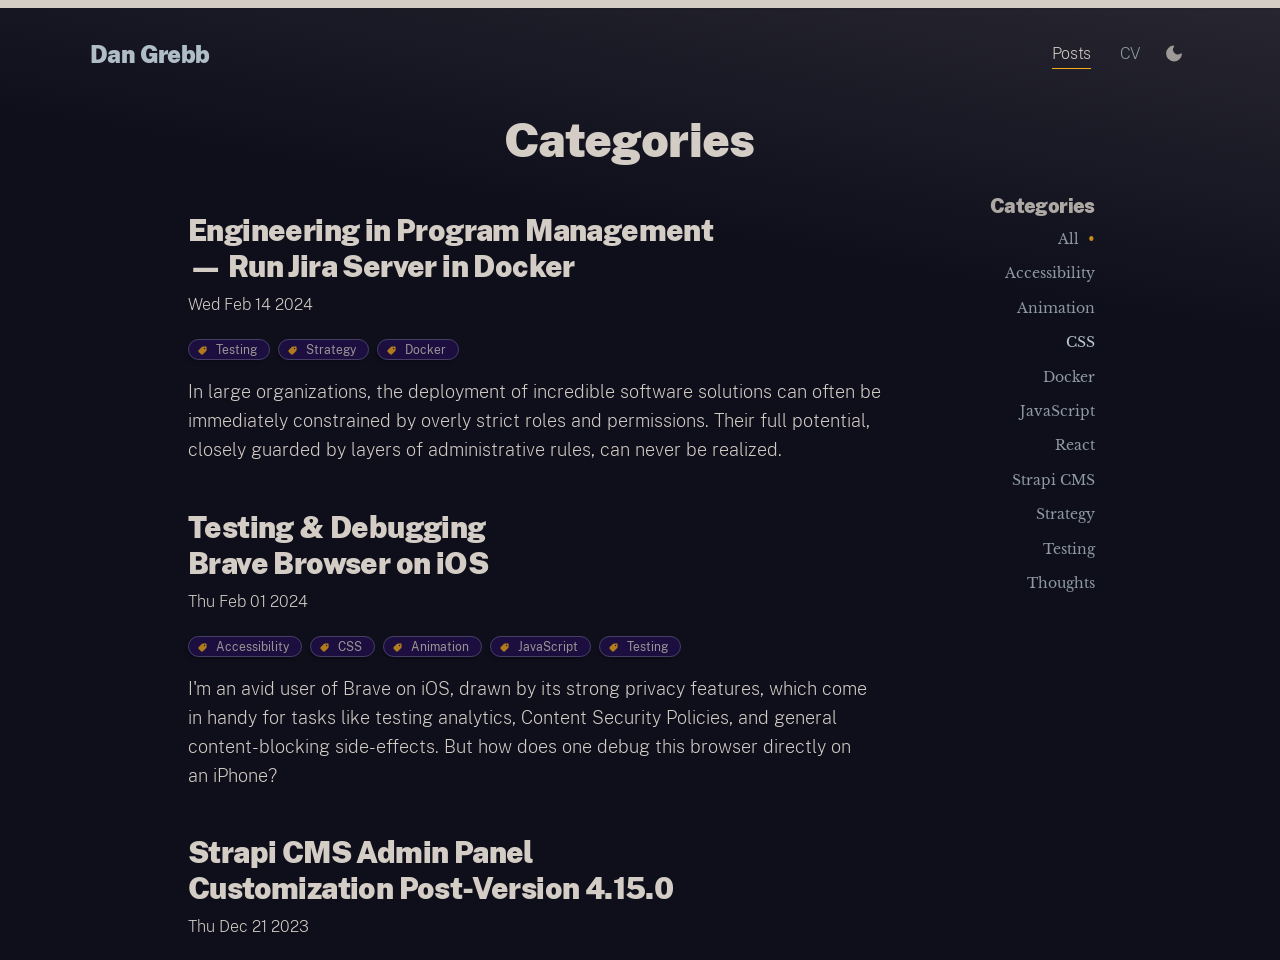 Dan Grebb
Posts
CV
Categories
Engineering in Program Management
— Run Jira Server in Docker
Wed Feb 14 2024
Testing
Strategy
Docker
In large organizations, the deployment of incredible software solutions can often be
immediately constrained by overly strict roles and permissions. Their full potential,
closely guarded by layers of administrative rules, can never be realized.
Testing & Debugging
Brave Browser on iOS
Thu Feb 01 2024
Accessibility
CSS
Animation
JavaScript
Testing
I'm an avid user of Brave on iOS, drawn by its strong privacy features, which come
in handy for tasks like testing analytics, Content Security Policies, and general
content-blocking side-effects. But how does one debug this browser directly on
an iPhone?
Strapi CMS Admin Panel
Customization Post-Version 4.15.0
Thu Dec 21 2023
Categories
All •
Accessibility
Animation
CSS
Docker
JavaScript
React
Strapi CMS
Strategy
Testing
Thoughts